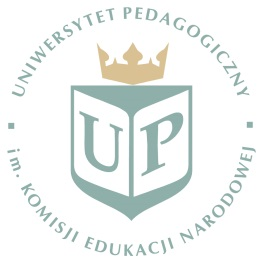 UNIWERSYTET PEDAGOGICZNY
im. KOMISJI EDUKACJI NARODOWEJ
UP